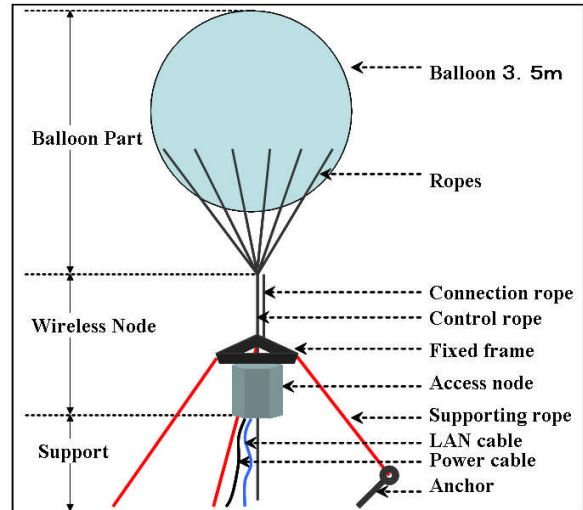 Balloon 3. 5m
Balloon Part
Ropes
Connection rope
Wireless Node
Control rope
Fixed frame
Access node
Supporting rope
LAN cable
Support
Power cable
Anchor